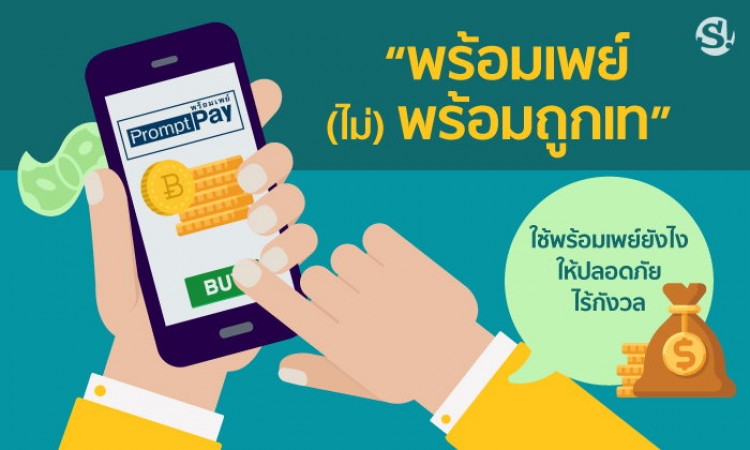 S!
“พร้อมเพย์
(ไม่) พร้อมถูกเท”
พร้อมเพย์
PromptPay
B
BUY
ใช้พร้อมเพย์ยังไง
ให้ปลอดภัย
ไร้กังวล
$